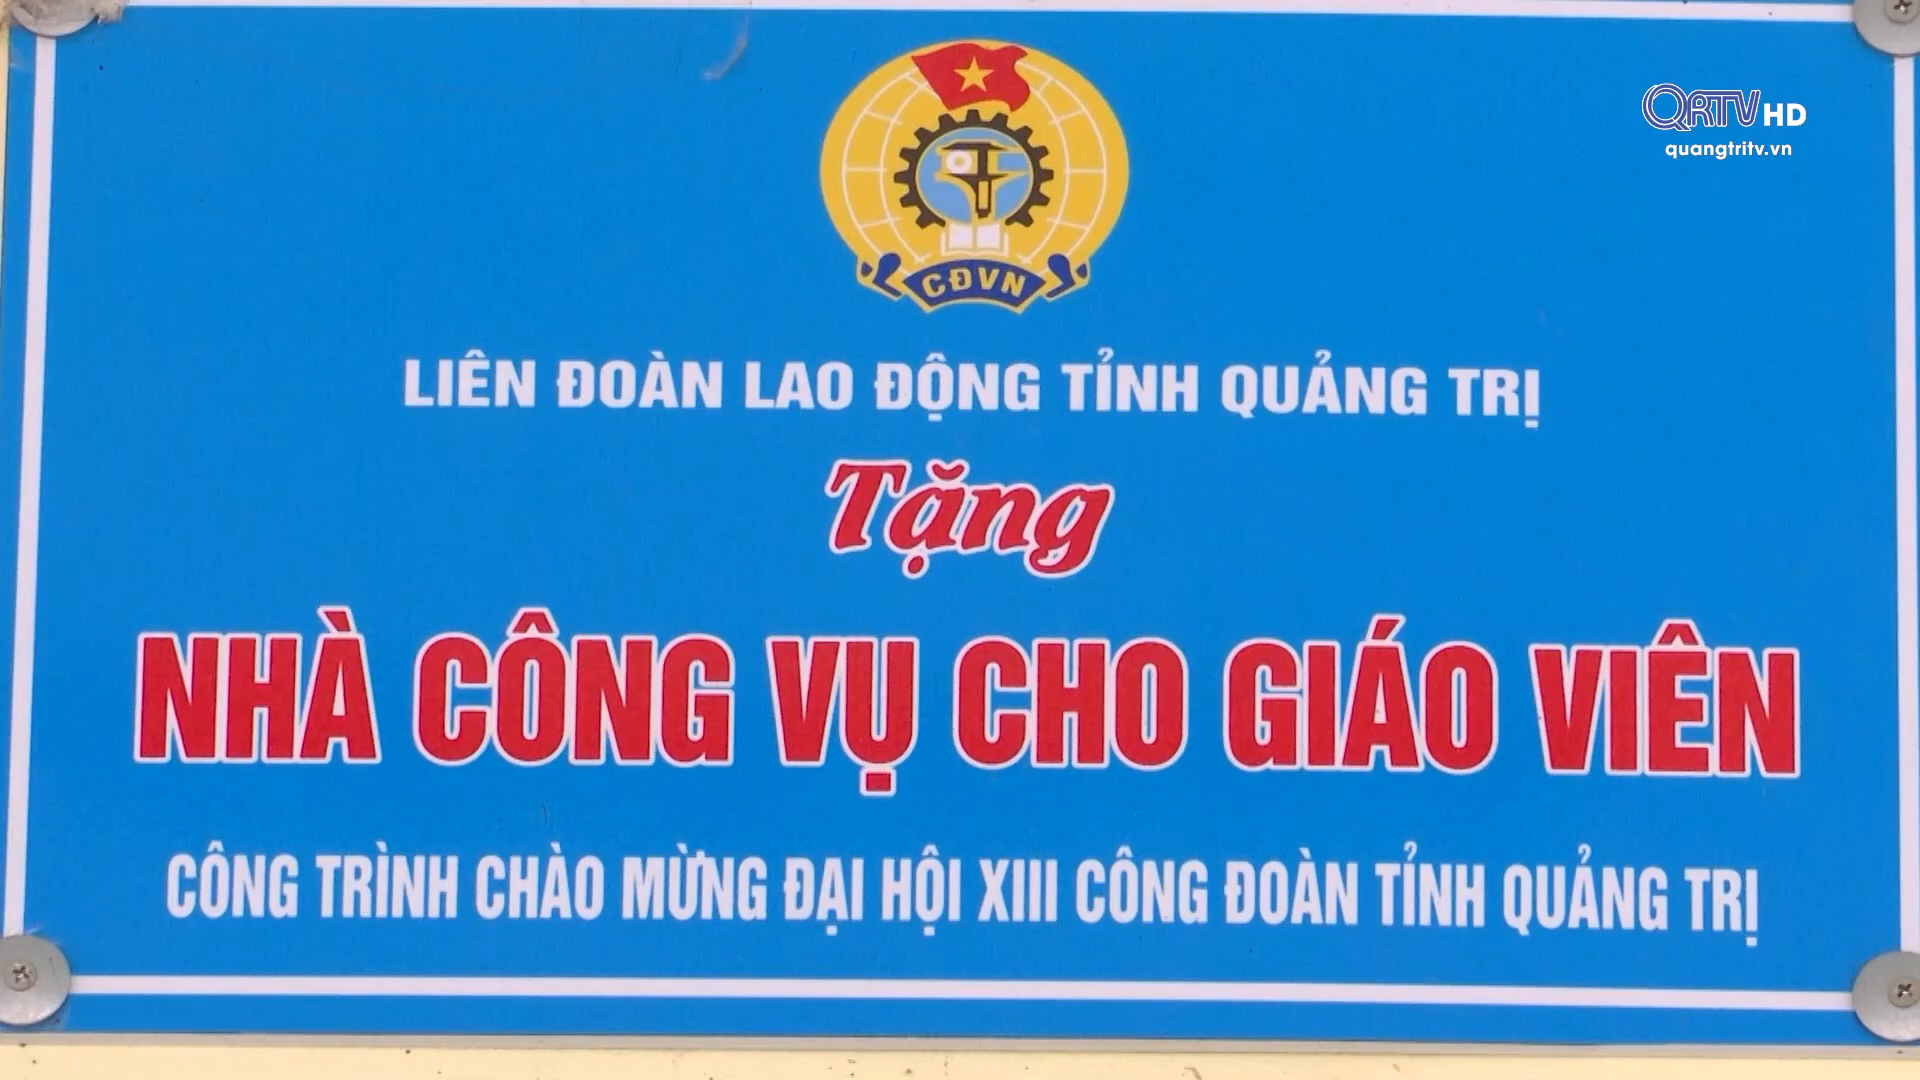 QRTV HD
quangtritv.vn
CĐVN
LIÊN ĐOÀN LAO ĐỘNG TỈNH QUẢNG TRỊ
Tặng
NHÀ CÔNG VỤ CHO GIÁO VIÊN
CÔNG TRÌNH CHÀO MỪNG ĐẠI HỘI XIII CÔNG ĐOÀN TỈNH QUẢNG TRỊ